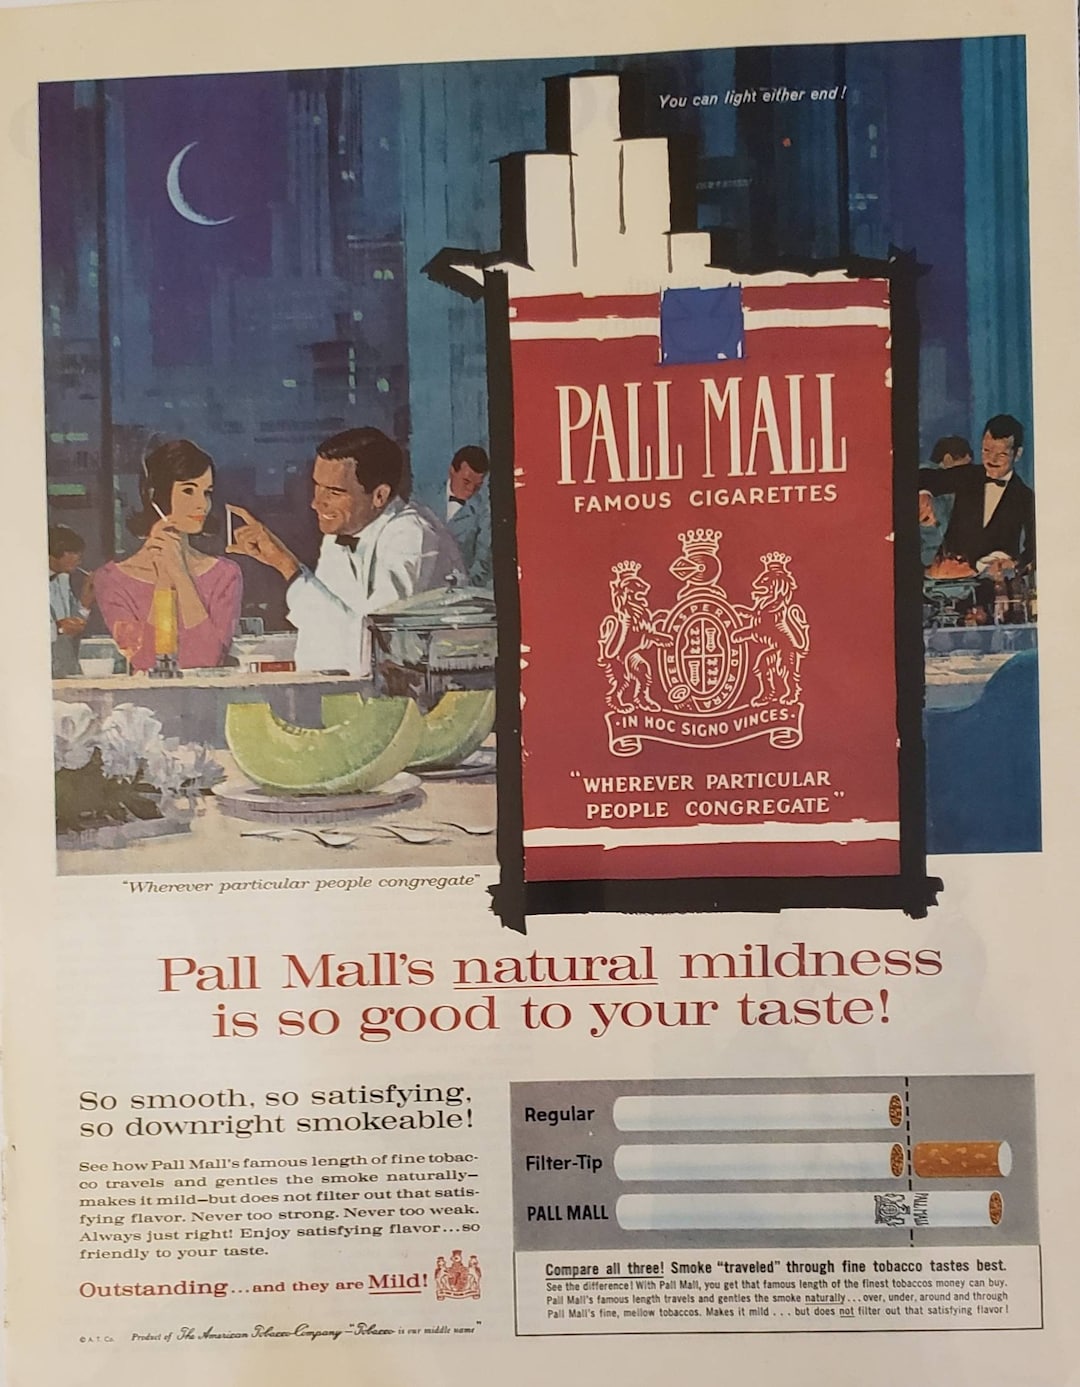 You can light either end!
PALL MALL
FAMOUS CIGARETTES
PER ASPERA AD ASTRA
·IN HOC SIGNO VINCES·
"WHEREVER PARTICULAR
PEOPLE CONGREGATE"
"Wherever particular people congregate"
Pall Mall's natural mildness
is so good to your taste!
So smooth, so satisfying,
so downright smokeable!
See how Pall Mall's famous length of fine tobac-
co travels and gentles the smoke naturally—
makes it mild—but does not filter out that satis-
fying flavor. Never too strong. Never too weak.
Always just right! Enjoy satisfying flavor...so
friendly to your taste.
Outstanding...and they are Mild!
© A. T. Co. Product of The American Tobacco Company—"Tobacco is our middle name"
Regular
Filter-Tip
PALL MALL
PALL MALL
Compare all three! Smoke "traveled" through fine tobacco tastes best.
See the difference! With Pall Mall, you get that famous length of the finest tobaccos money can buy.
Pall Mall's famous length travels and gentles the smoke naturally...over, under, around and through
Pall Mall's fine, mellow tobaccos. Makes it mild . . . but does not filter out that satisfying flavor!